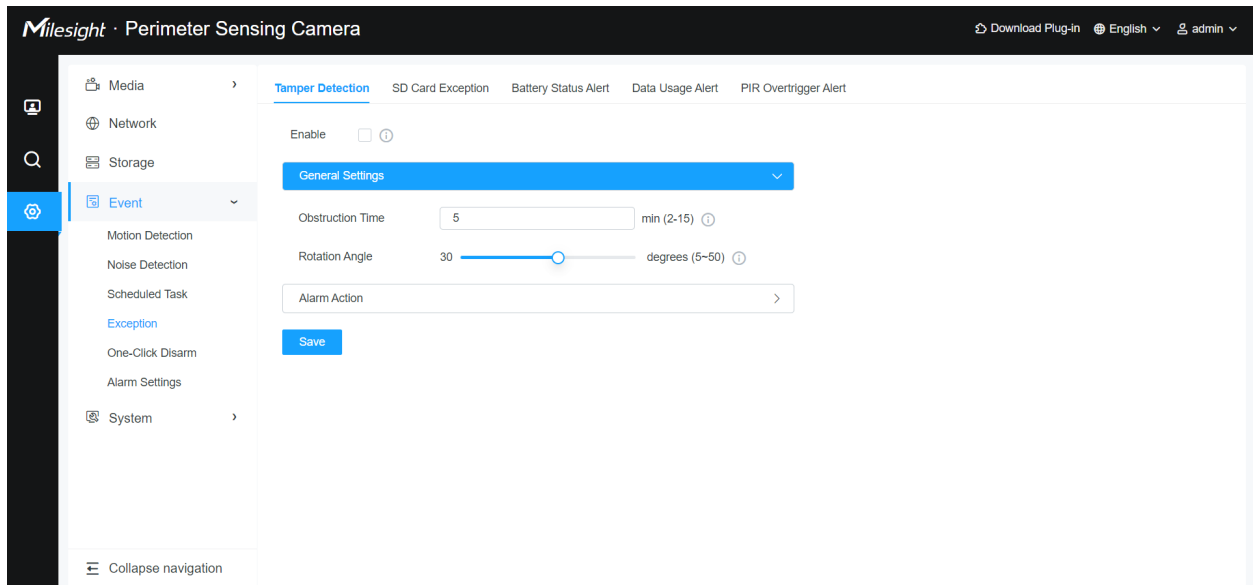 Milesight · Perimeter Sensing Camera
Download Plug-in English admin
Media
Network
Storage
Event
Motion Detection
Noise Detection
Scheduled Task
Exception
One-Click Disarm
Alarm Settings
System
Collapse navigation
Tamper Detection SD Card Exception Battery Status Alert Data Usage Alert PIR Overtrigger Alert
Enable
General Settings
Obstruction Time 5 min (2-15)
Rotation Angle 30 degrees (5~50)
Alarm Action
Save